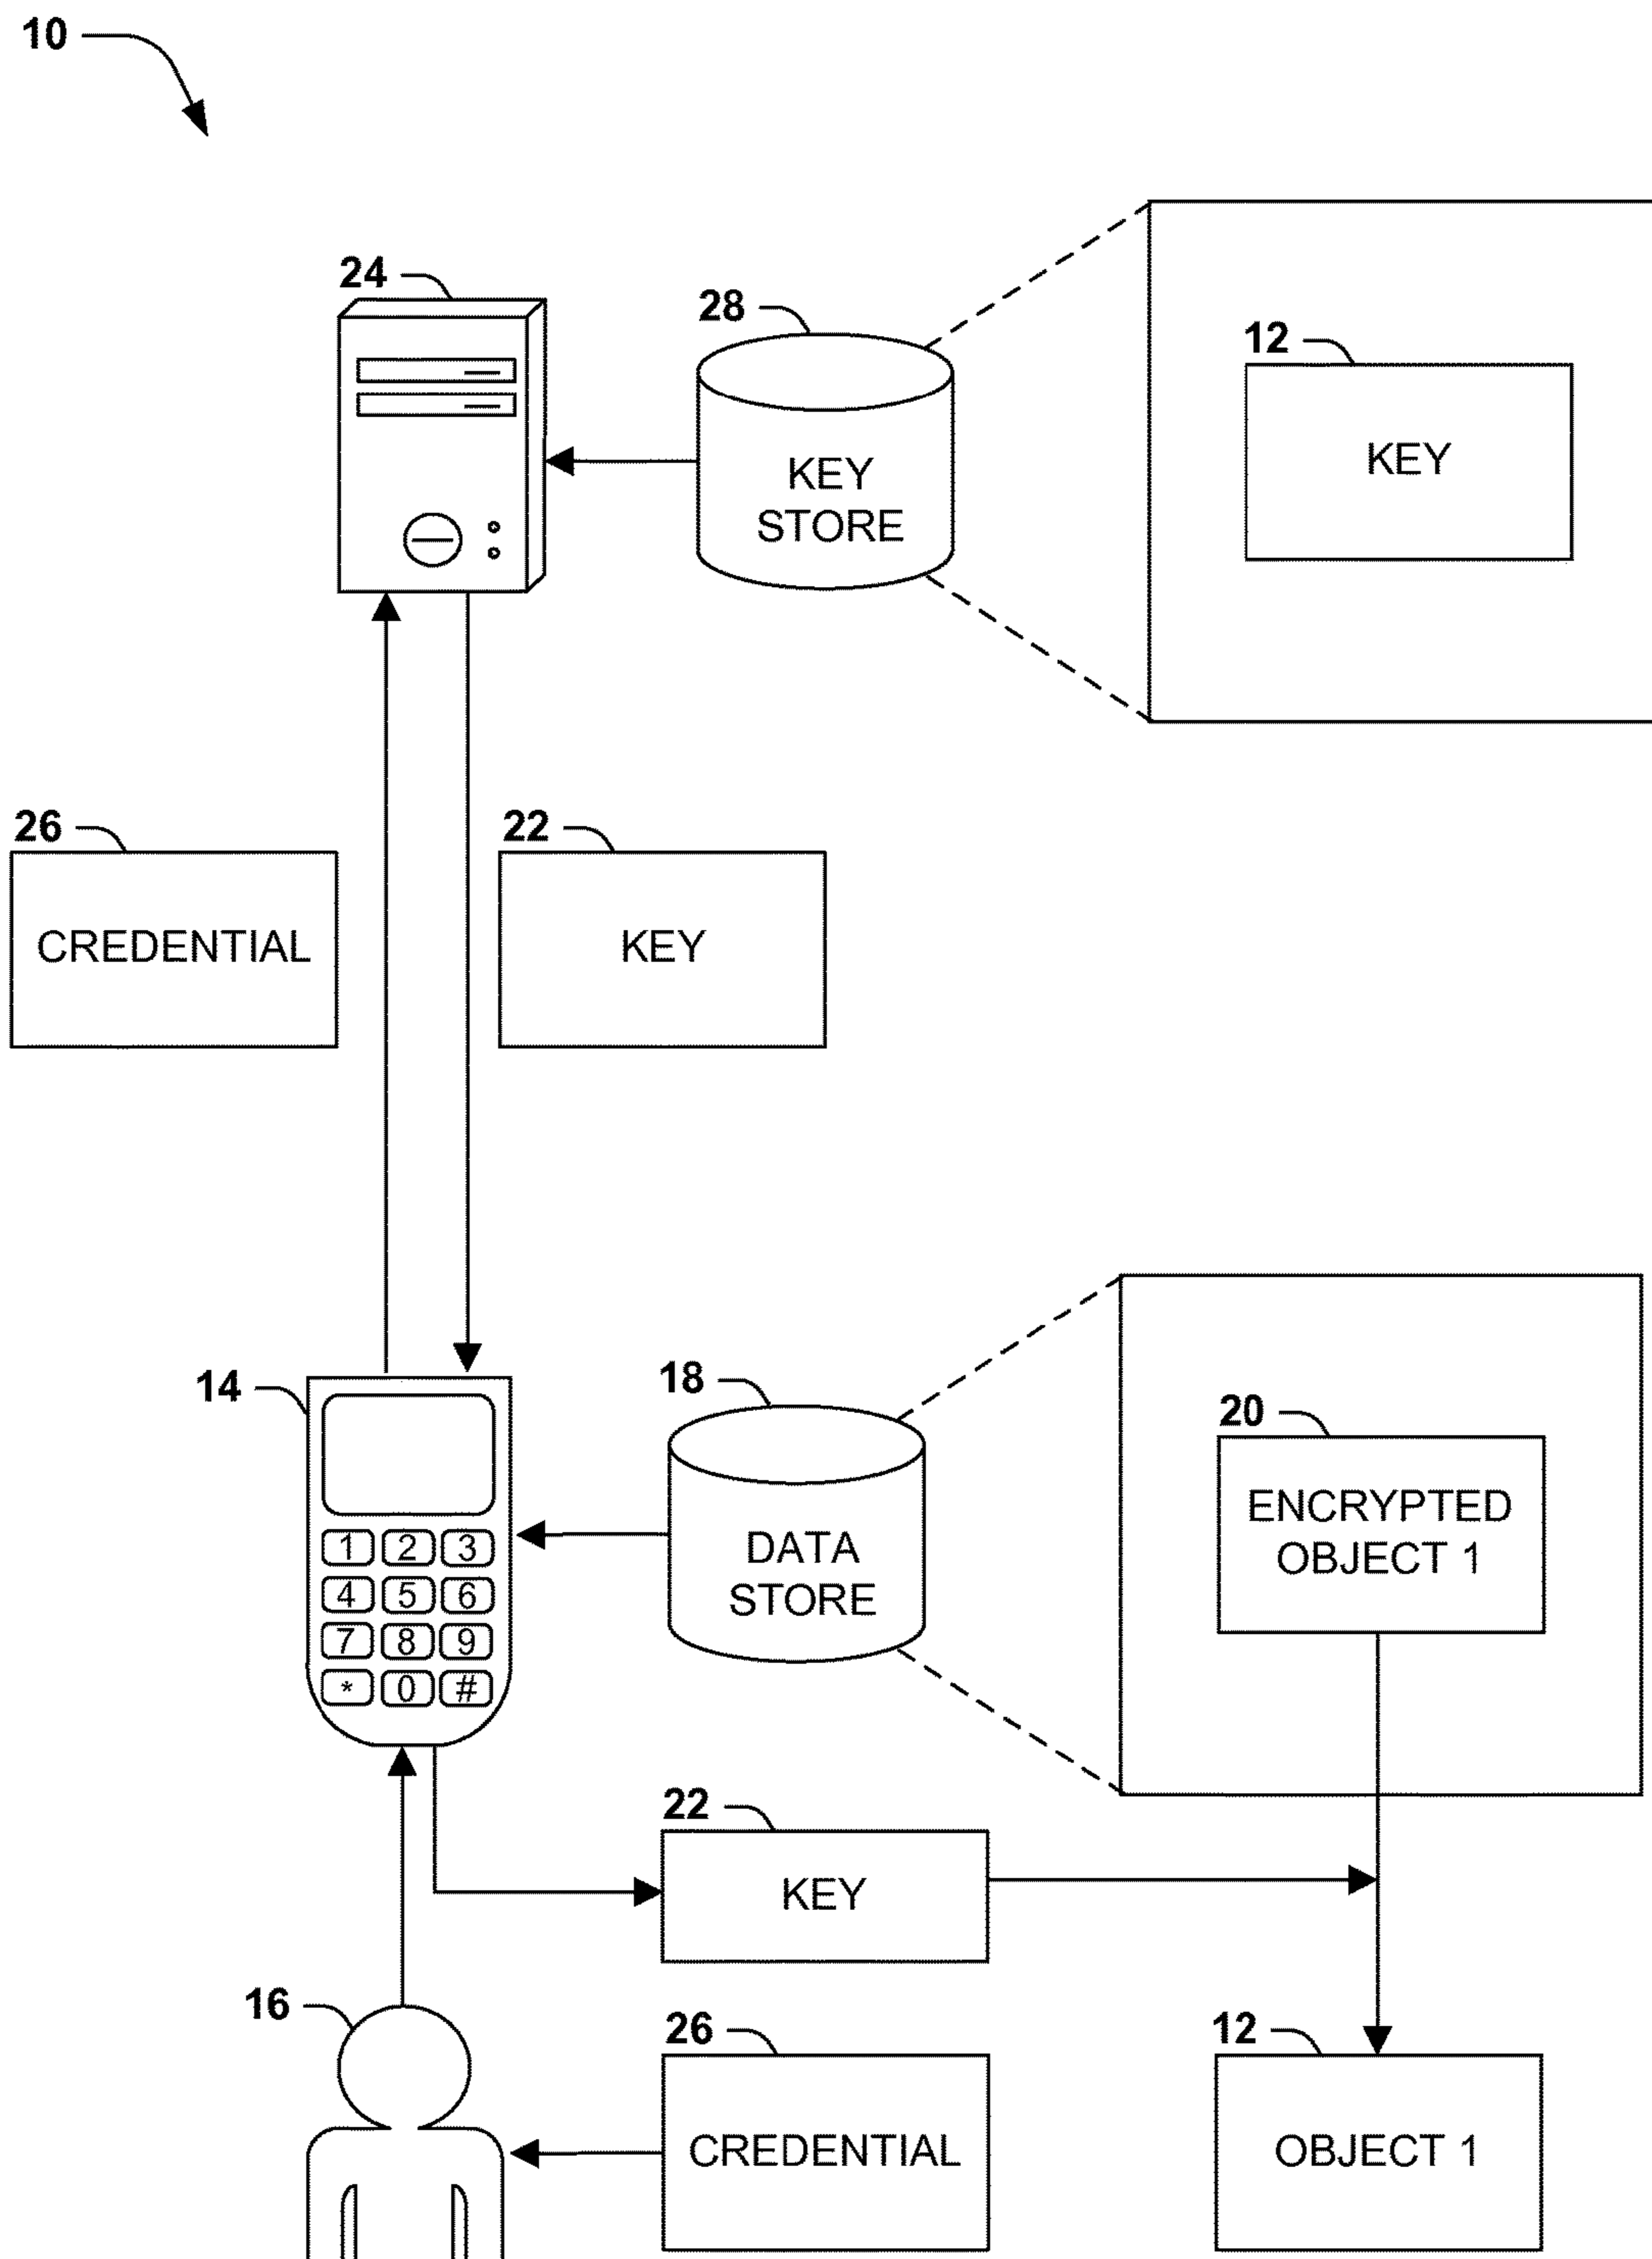 10
24
28
12
KEY
STORE
KEY
26
22
CREDENTIAL
KEY
14
18
20
ENCRYPTED
OBJECT 1
DATA
STORE
1 2 3
4 5 6
7 8 9
* 0 #
22
KEY
16
26
12
CREDENTIAL
OBJECT 1